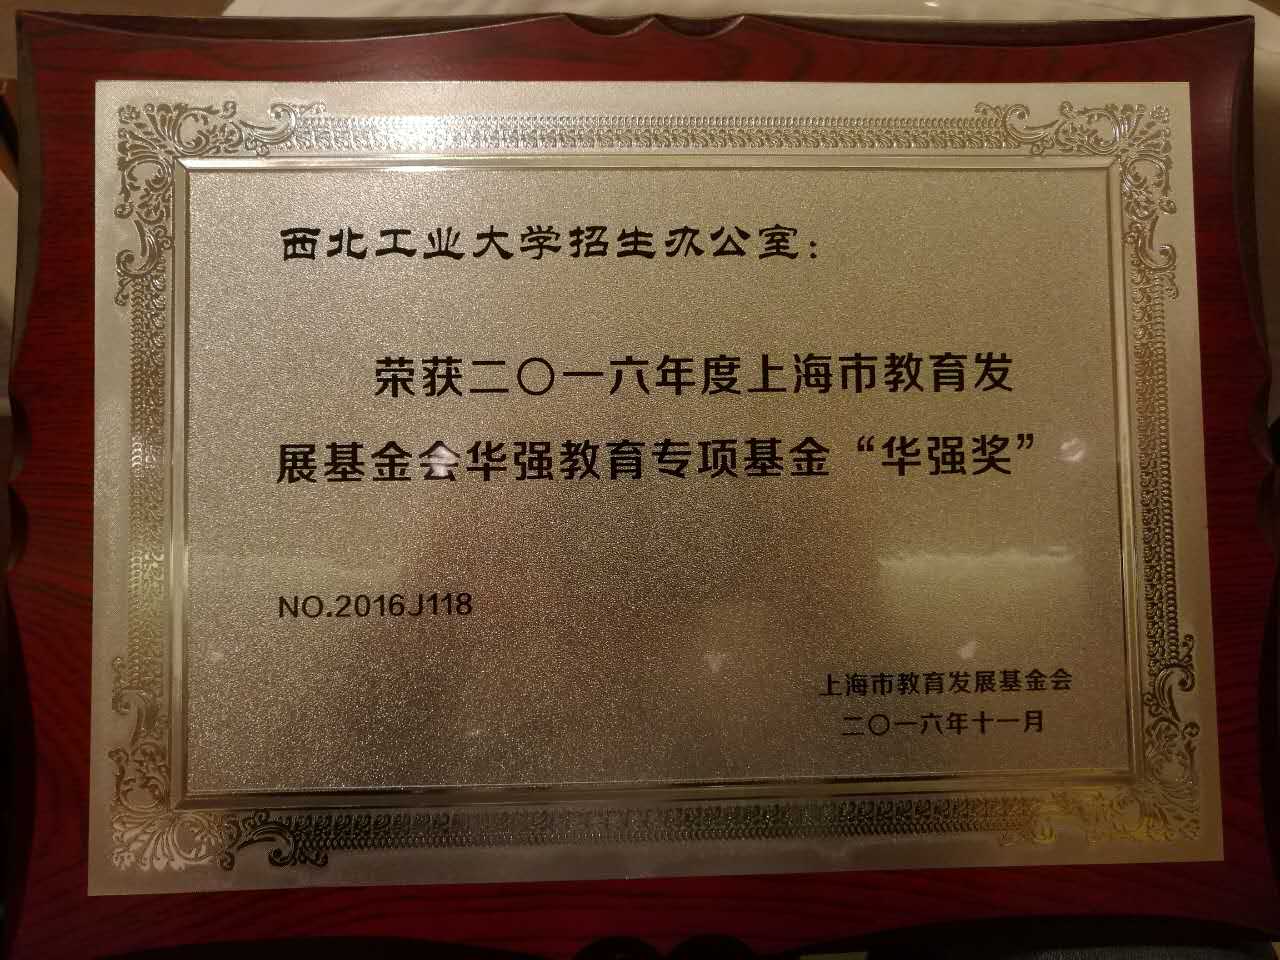 西北工业大学招生办公室：
荣获二〇一六年度上海市教育发
展基金会华强教育专项基金“华强奖”
NO.2016J118
上海市教育发展基金会
二〇一六年十一月